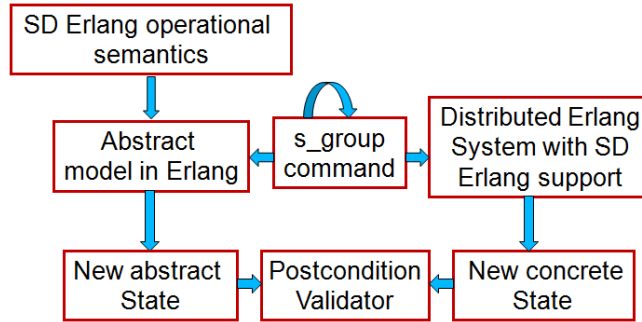 SD Erlang operational
semantics
Abstract
model in Erlang
s_group
command
Distributed Erlang
System with SD
Erlang support
New abstract
State
Postcondition
Validator
New concrete
State